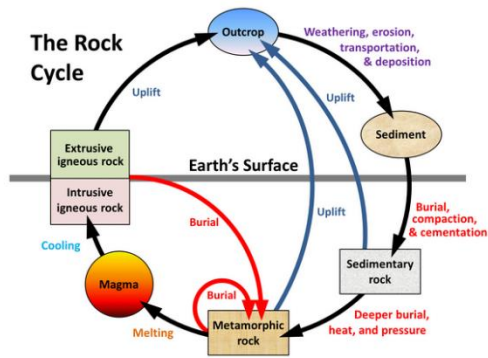 The Rock
Cycle
Outcrop
Weathering, erosion,
transportation,
& deposition
Uplift
Uplift
Sediment
Extrusive
igneous rock
Earth's Surface
Intrusive
igneous rock
Burial
Uplift
Burial,
compaction,
& cementation
Cooling
Sedimentary
rock
Magma
Burial
Deeper burial,
heat, and pressure
Melting
Metamorphic
rock